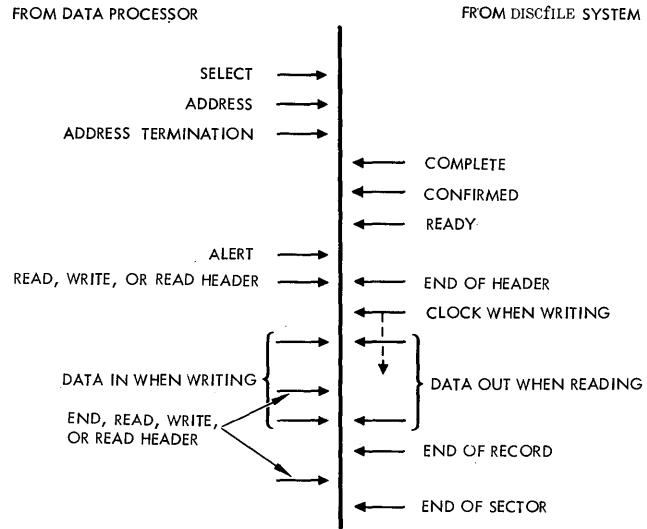 FROM DATA PROCESSOR
FROM DISCfILE SYSTEM
SELECT
ADDRESS
ADDRESS TERMINATION
COMPLETE
CONFIRMED
READY
ALERT
READ, WRITE, OR READ HEADER
END OF HEADER
CLOCK WHEN WRITING
DATA IN WHEN WRITING
DATA OUT WHEN READING
END, READ, WRITE,
OR READ HEADER
END OF RECORD
END OF SECTOR